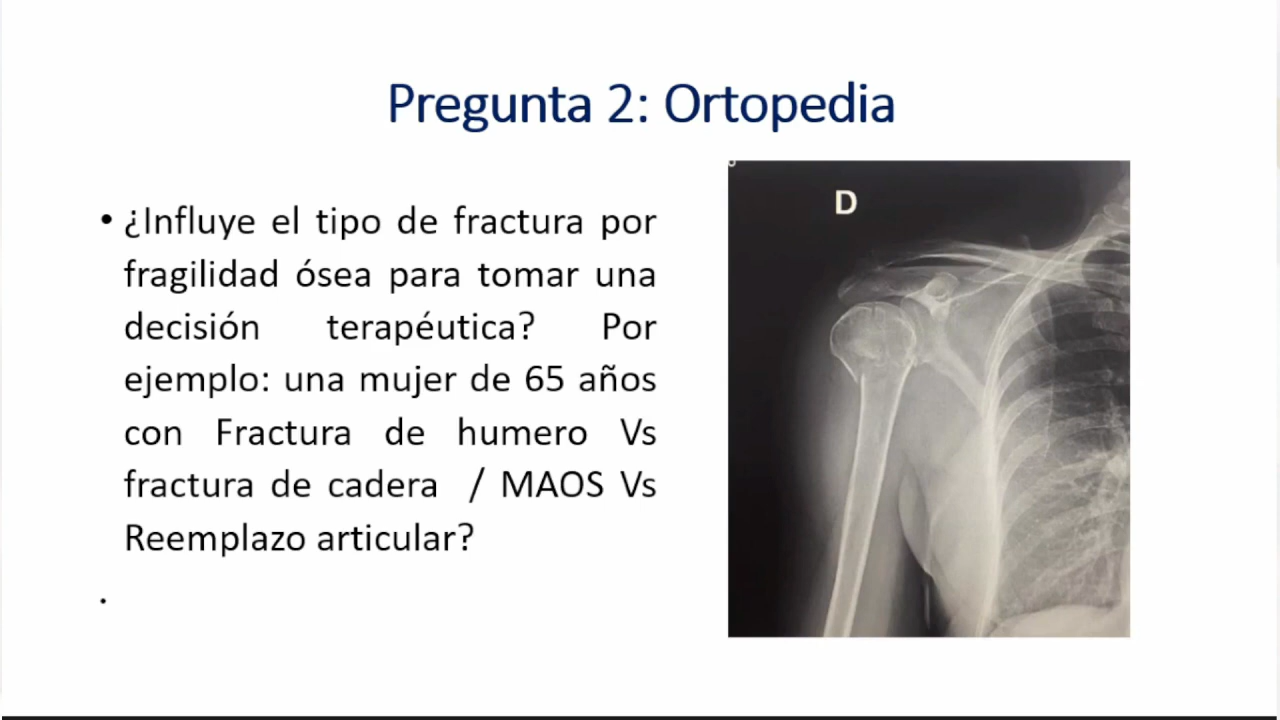 Pregunta 2: Ortopedia
• ¿Influye el tipo de fractura por
fragilidad ósea para tomar una
decisión terapéutica? Por
ejemplo: una mujer de 65 años
con Fractura de humero Vs
fractura de cadera / MAOS Vs
Reemplazo articular?
.
D